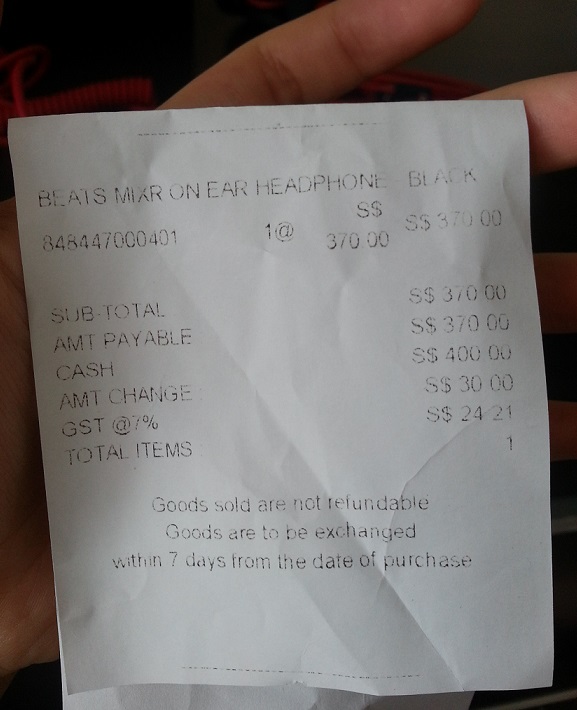 BEATS MIXR ON EAR HEADPHONE BLACK
848447000401 1@ S$ 370.00 S$ 370.00
SUB-TOTAL S$ 370.00
AMT PAYABLE S$ 370.00
CASH S$ 400.00
AMT CHANGE S$ 30.00
GST @7% S$ 24.21
TOTAL ITEMS 1
Goods sold are not refundable
Goods are to be exchanged
within 7 days from the date of purchase